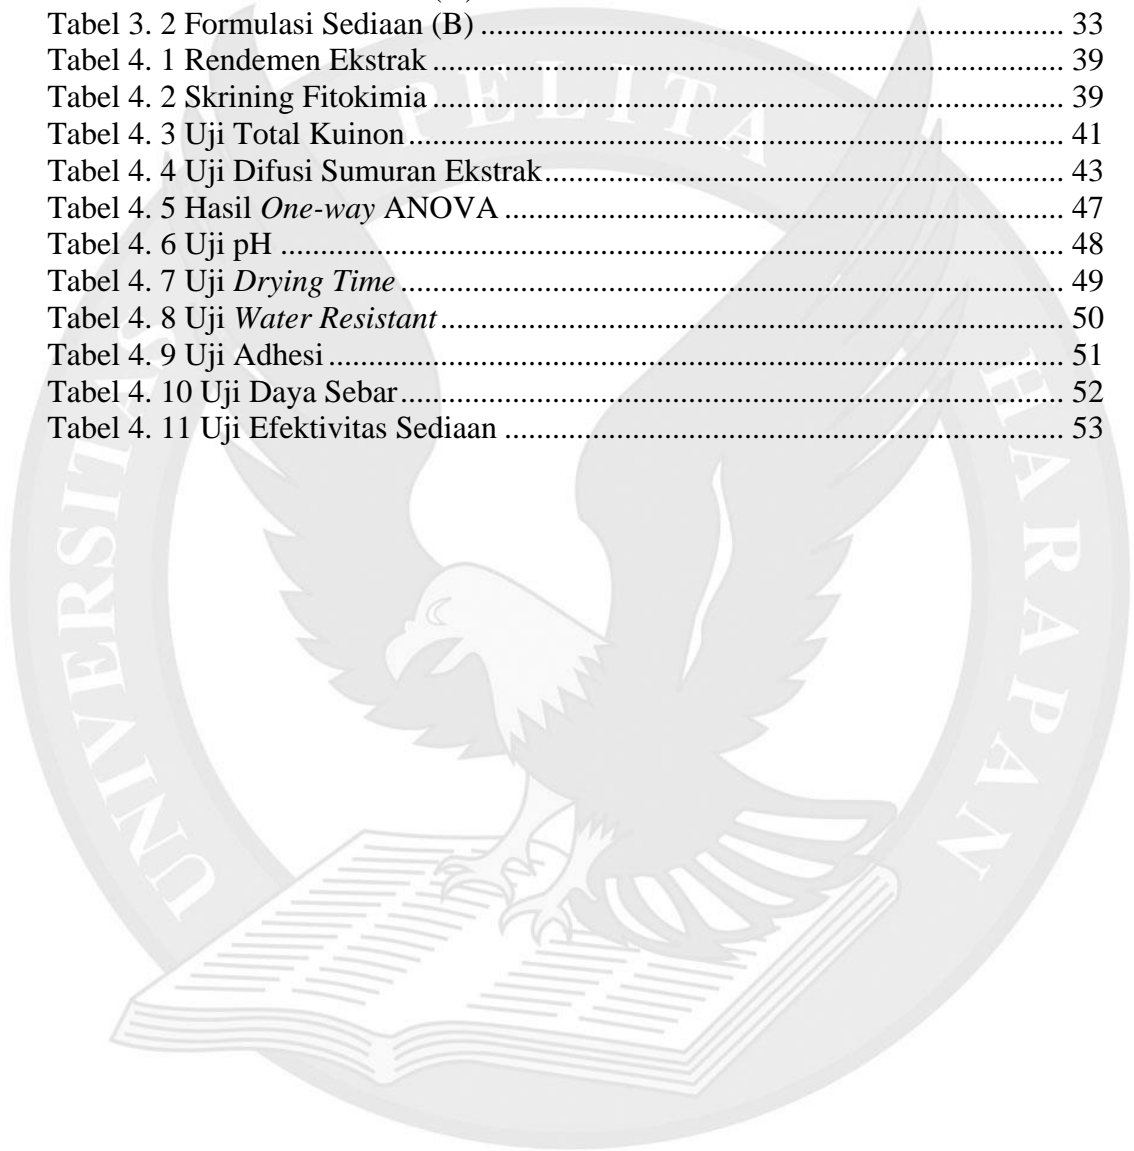 Tabel 3. 2 Formulasi Sediaan (B) .......... 33
Tabel 4. 1 Rendemen Ekstrak .......... 39
Tabel 4. 2 Skrining Fitokimia .......... 39
Tabel 4. 3 Uji Total Kuinon .......... 41
Tabel 4. 4 Uji Difusi Sumuran Ekstrak .......... 43
Tabel 4. 5 Hasil One-way ANOVA .......... 47
Tabel 4. 6 Uji pH .......... 48
Tabel 4. 7 Uji Drying Time .......... 49
Tabel 4. 8 Uji Water Resistant .......... 50
Tabel 4. 9 Uji Adhesi .......... 51
Tabel 4. 10 Uji Daya Sebar .......... 52
Tabel 4. 11 Uji Efektivitas Sediaan .......... 53
UNIVERSITAS PELITA HARAPAN